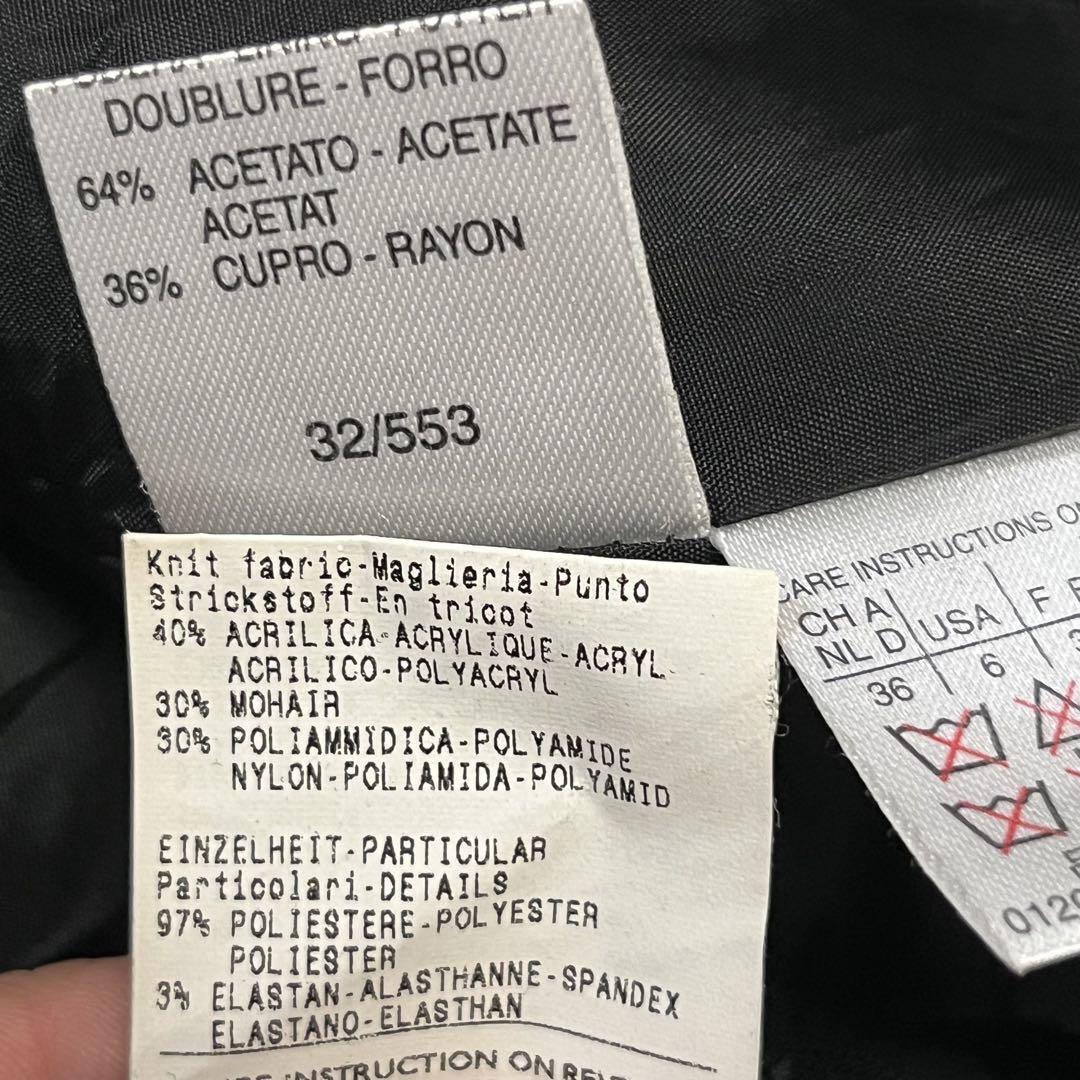 DOUBLURE - FORRO
64% ACETATO - ACETATE
ACETAT
36% CUPRO - RAYON
32/553
Knit fabric-Maglieria-Punto
Strickstoff-En tricot
40% ACRILICA-ACRYLIQUE-ACRYL-
ACRILICO-POLYACRYL
30% MOHAIR
30% POLIAMMIDICA-POLYAMIDE
NYLON-POLIAMIDA-POLYAMID
EINZELHEIT-PARTICULAR
Particolari-DETAILS
97% POLIESTERE-POLYESTER
POLIESTER
3% ELASTAN-ALASTHANNE-SPANDEX
ELASTANO-ELASTHAN
INSTRUCTION ON
CARE INSTRUCTIONS
CH A
NL D USA F
36 6